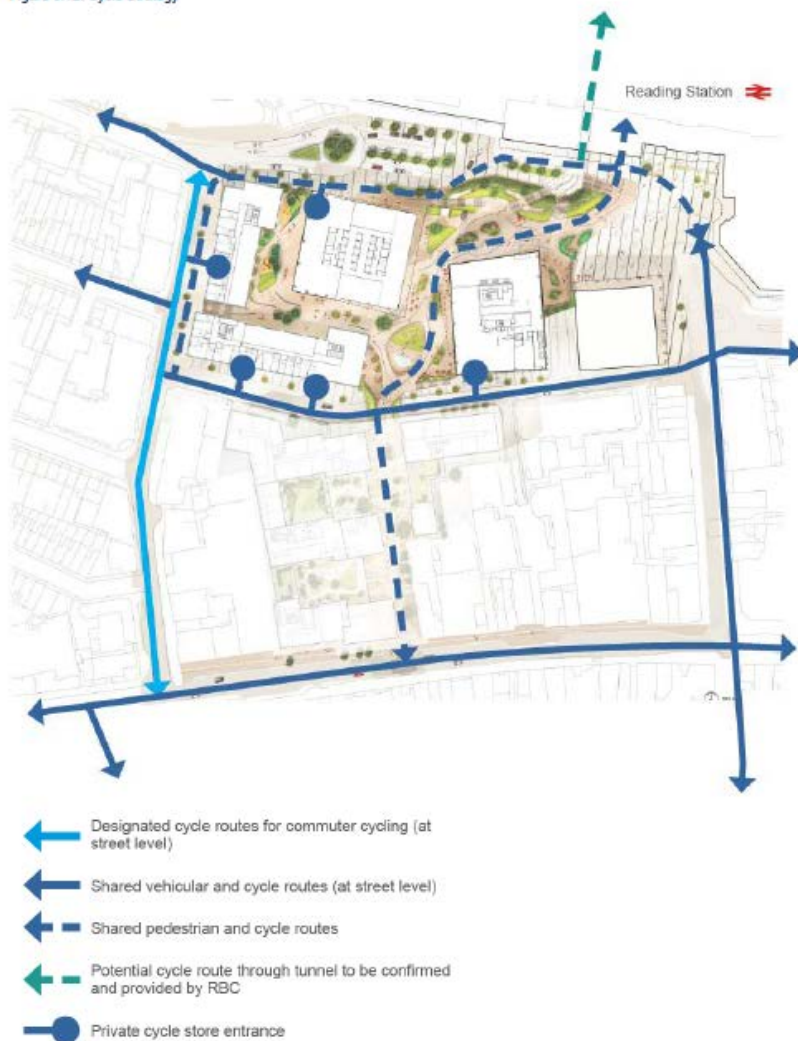 Reading Station
Designated cycle routes for commuter cycling (at
street level)
Shared vehicular and cycle routes (at street level)
Shared pedestrian and cycle routes
Potential cycle route through tunnel to be confirmed
and provided by RBC
Private cycle store entrance